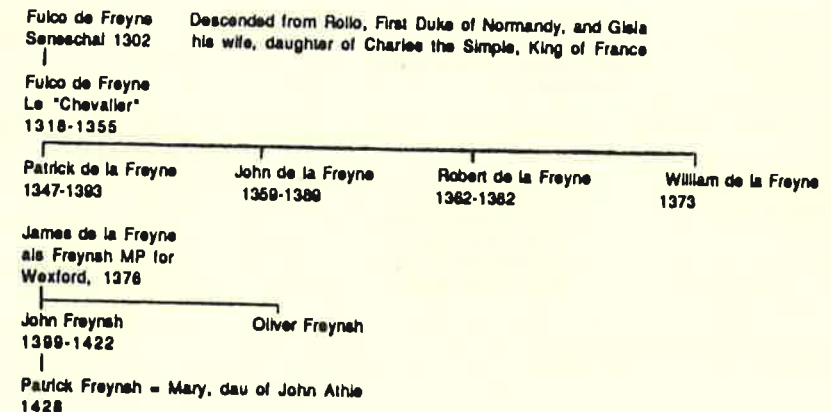 Fulco de Freyne
Seneschal 1302
Descended from Rollo, First Duke of Normandy, and Gisla
his wife, daughter of Charles the Simple, King of France
Fulco de Freyne
Le "Chevalier"
1318-1355
Patrick de la Freyne
1347-1393
John de la Freyne
1359-1389
Robert de la Freyne
1362-1382
William de la Freyne
1373
James de la Freyne
als Freynsh MP for
Wexford, 1376
John Freynsh
1399-1422
Oliver Freynsh
Patrick Freynsh = Mary, dau of John Athie
1428